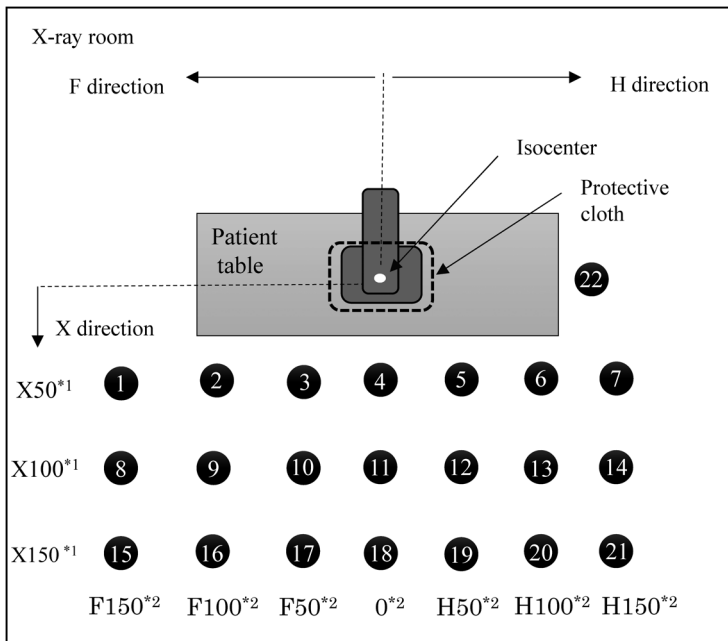 X-ray room
F direction
H direction
Isocenter
Protective
cloth
Patient
table
22
X direction
X50*1 1 2 3 4 5 6 7
X100*1 8 9 10 11 12 13 14
X150*1 15 16 17 18 19 20 21
F150*2 F100*2 F50*2 0*2 H50*2 H100*2 H150*2